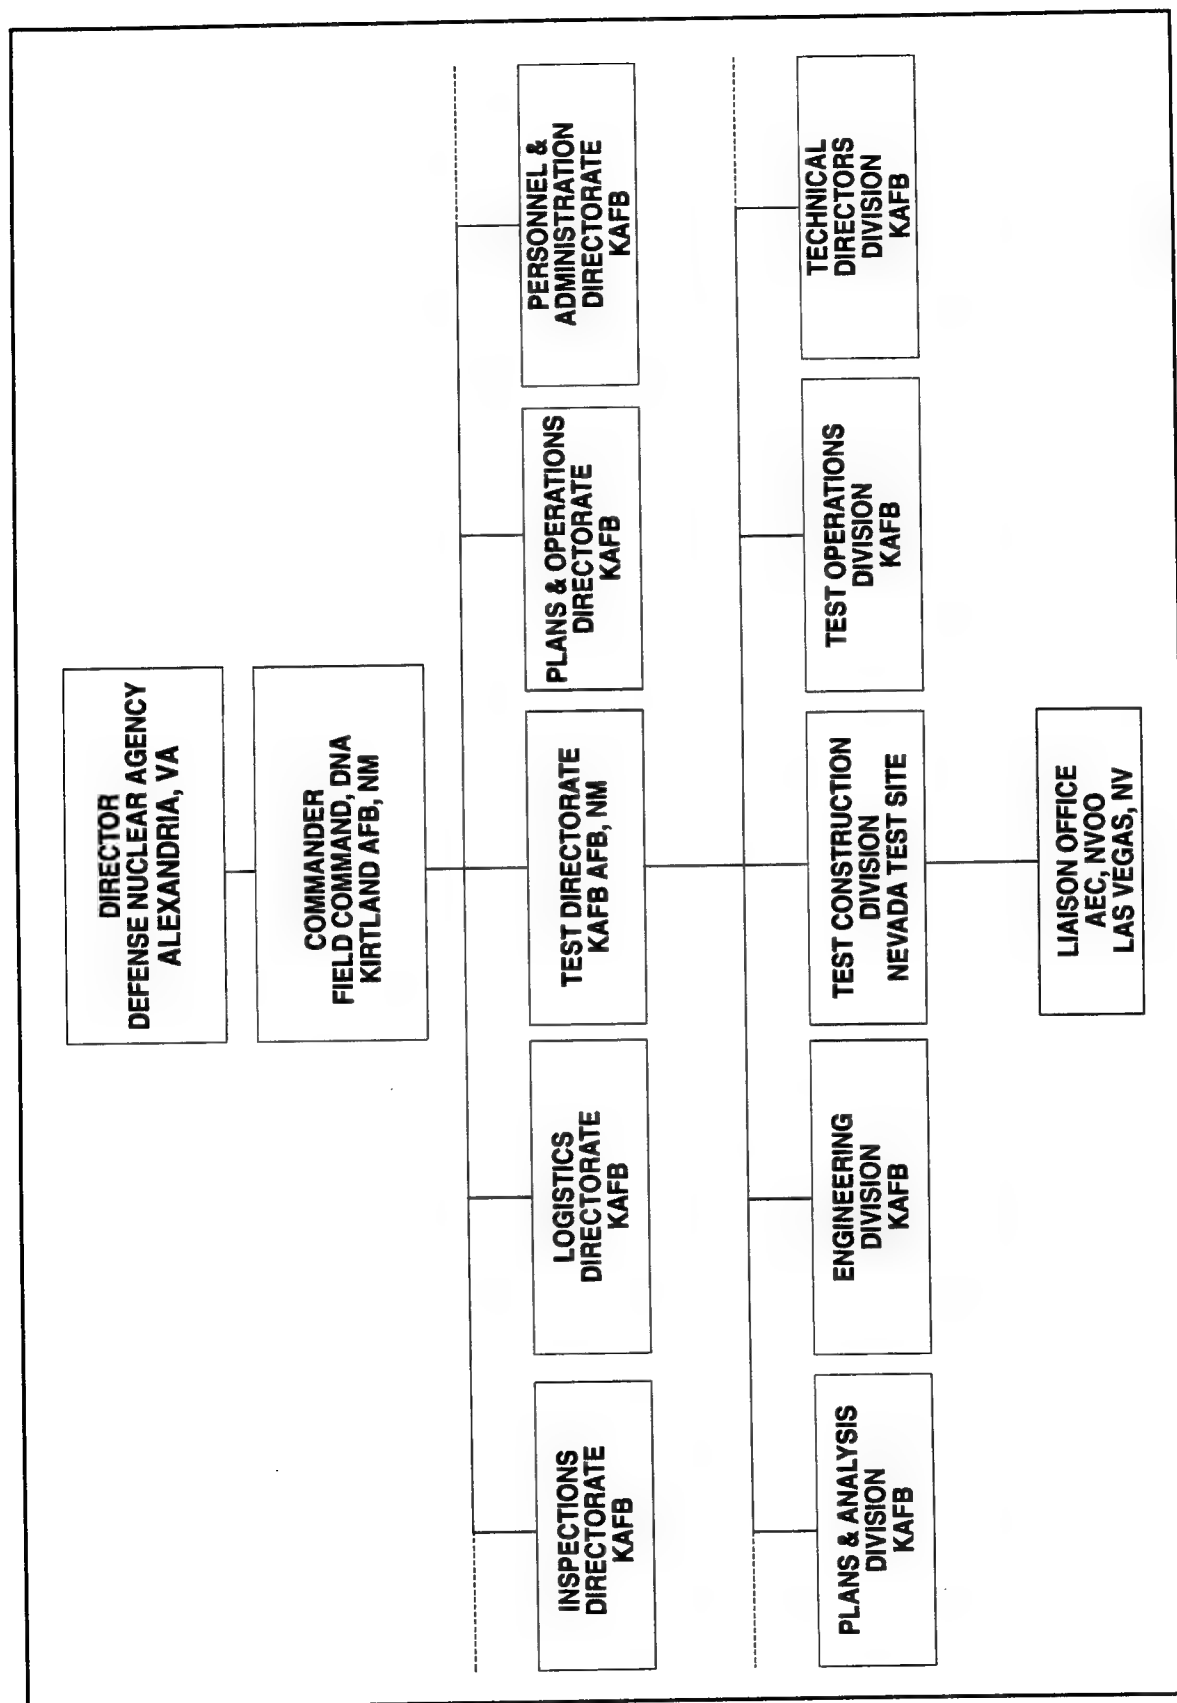 DIRECTOR
DEFENSE NUCLEAR AGENCY
ALEXANDRIA, VA
COMMANDER
FIELD COMMAND, DNA
KIRTLAND AFB, NM
INSPECTIONS
DIRECTORATE
KAFB
LOGISTICS
DIRECTORATE
KAFB
TEST DIRECTORATE
KAFB AFB, NM
PLANS & OPERATIONS
DIRECTORATE
KAFB
PERSONNEL &
ADMINISTRATION
DIRECTORATE
KAFB
PLANS & ANALYSIS
DIVISION
KAFB
ENGINEERING
DIVISION
KAFB
TEST CONSTRUCTION
DIVISION
NEVADA TEST SITE
TEST OPERATIONS
DIVISION
KAFB
TECHNICAL
DIRECTORS
DIVISION
KAFB
LIAISON OFFICE
AEC, NVOO
LAS VEGAS, NV